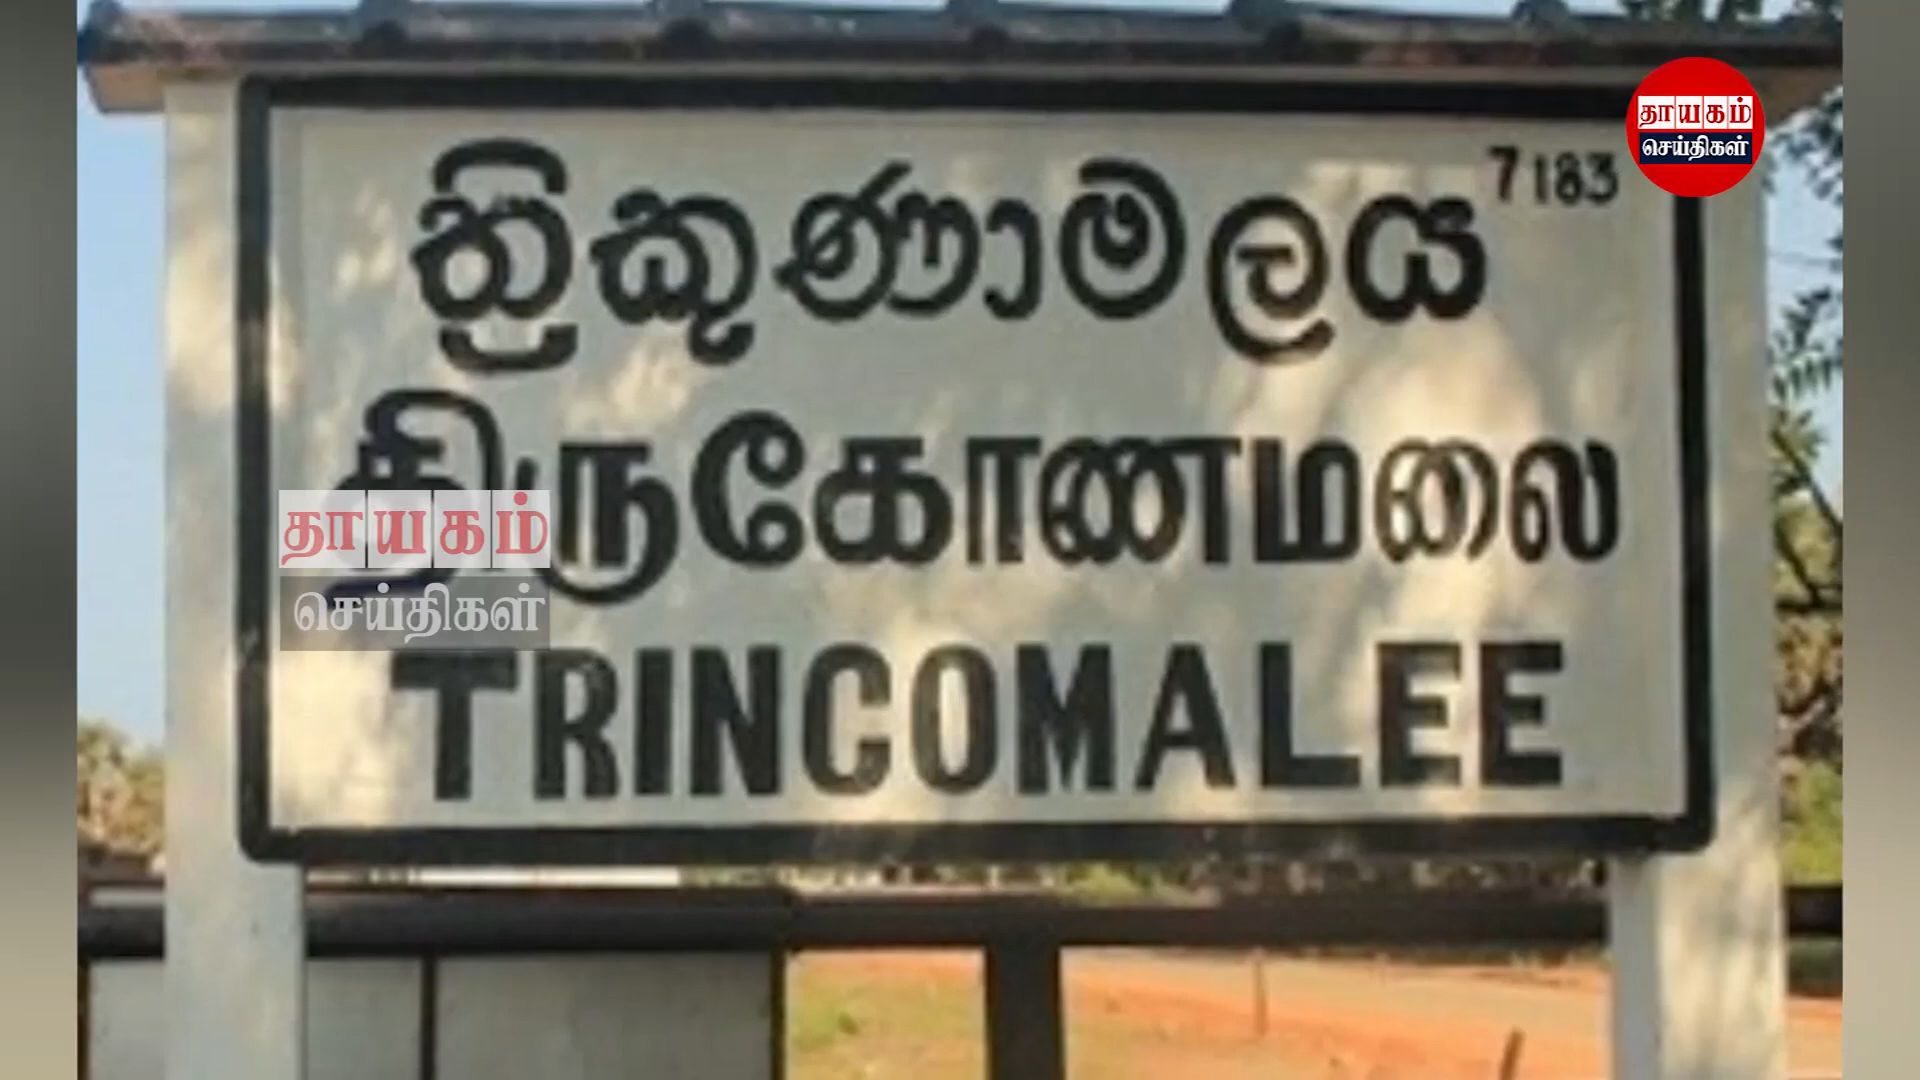 தாயகம்
செய்திகள்
7183
ත්‍රිකුණාමලය
திருகோணமலை
தாயகம்
செய்திகள்
TRINCOMALEE